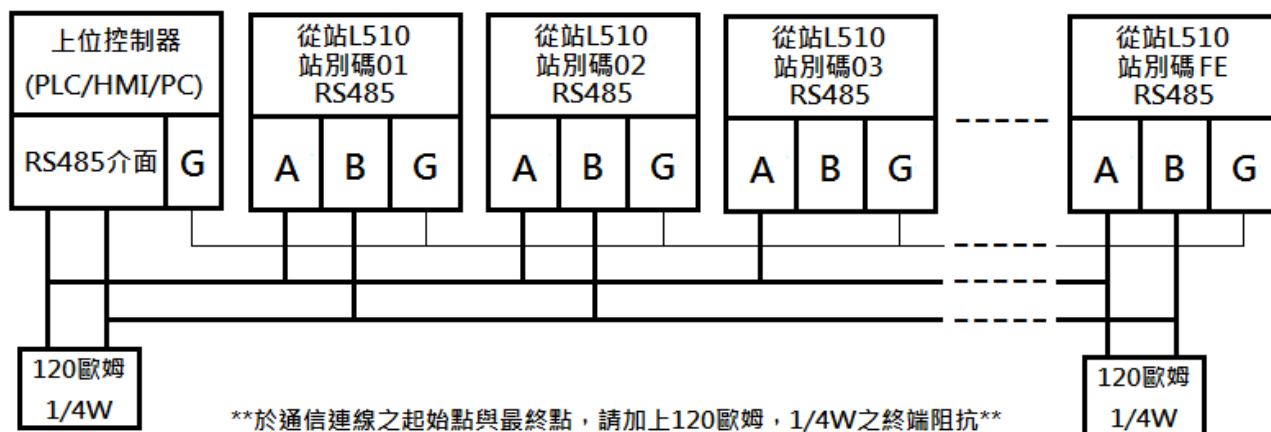 上位控制器
(PLC/HMI/PC)
RS485介面
G
從站L510
站別碼01
RS485
A
B
G
從站L510
站別碼02
RS485
A
B
G
從站L510
站別碼03
RS485
A
B
G
從站L510
站別碼FE
RS485
A
B
G
120歐姆
1/4W
120歐姆
1/4W
**於通信連線之起始點與最終點，請加上120歐姆，1/4W之終端阻抗**